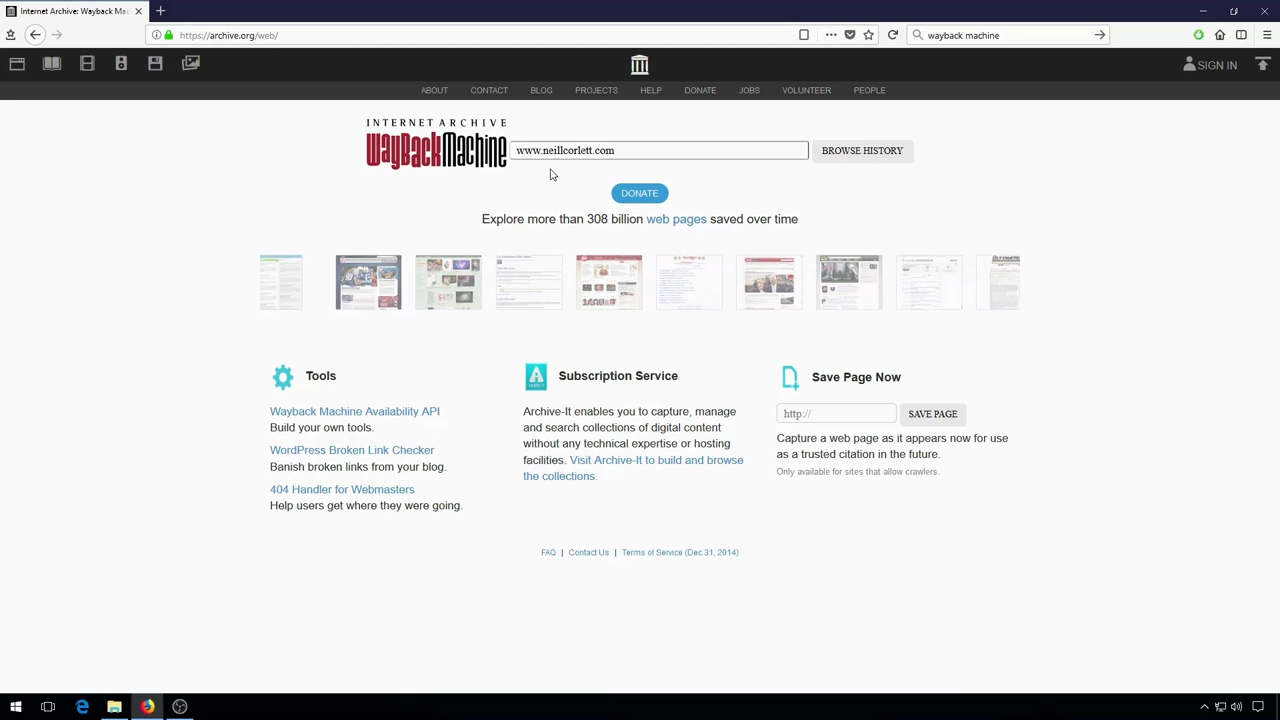 Internet Archive: Wayback Mac
https://archive.org/web/
wayback machine
SIGN IN
ABOUT CONTACT BLOG PROJECTS HELP DONATE JOBS VOLUNTEER PEOPLE
INTERNET ARCHIVE
WayBackMachine
www.neillcorlett.com
BROWSE HISTORY
DONATE
Explore more than 308 billion web pages saved over time
Tools
Wayback Machine Availability API
Build your own tools.
WordPress Broken Link Checker
Banish broken links from your blog.
404 Handler for Webmasters
Help users get where they were going.
Subscription Service
Archive-It enables you to capture, manage
and search collections of digital content
without any technical expertise or hosting
facilities. Visit Archive-It to build and browse
the collections.
Save Page Now
http://
SAVE PAGE
Capture a web page as it appears now for use
as a trusted citation in the future.
Only available for sites that allow crawlers.
FAQ | Contact Us | Terms of Service (Dec 31, 2014)